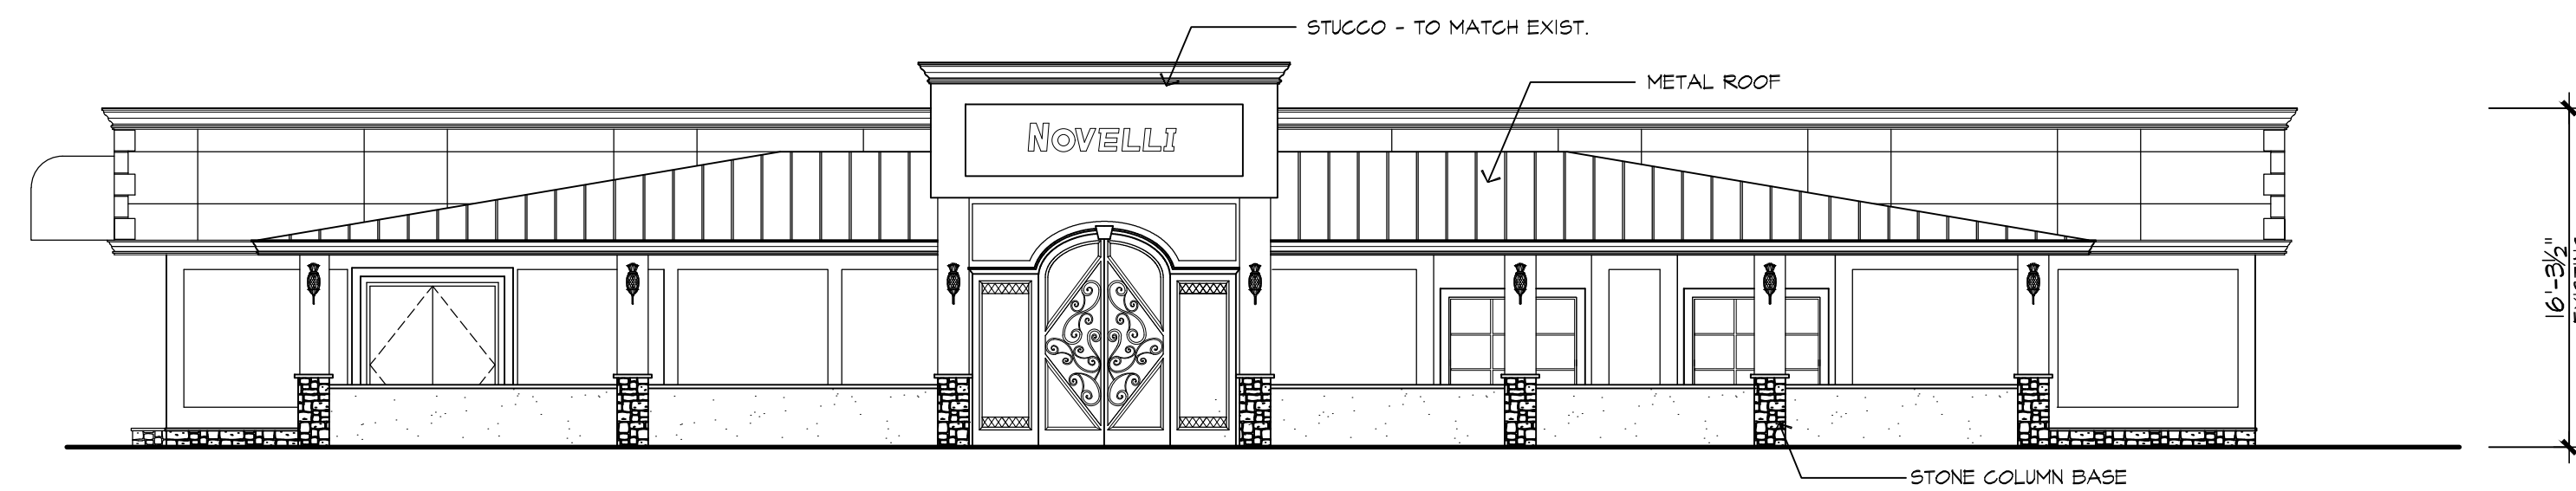 STUCCO - TO MATCH EXIST.
METAL ROOF
NOVELLI
16'-3½"
STONE COLUMN BASE